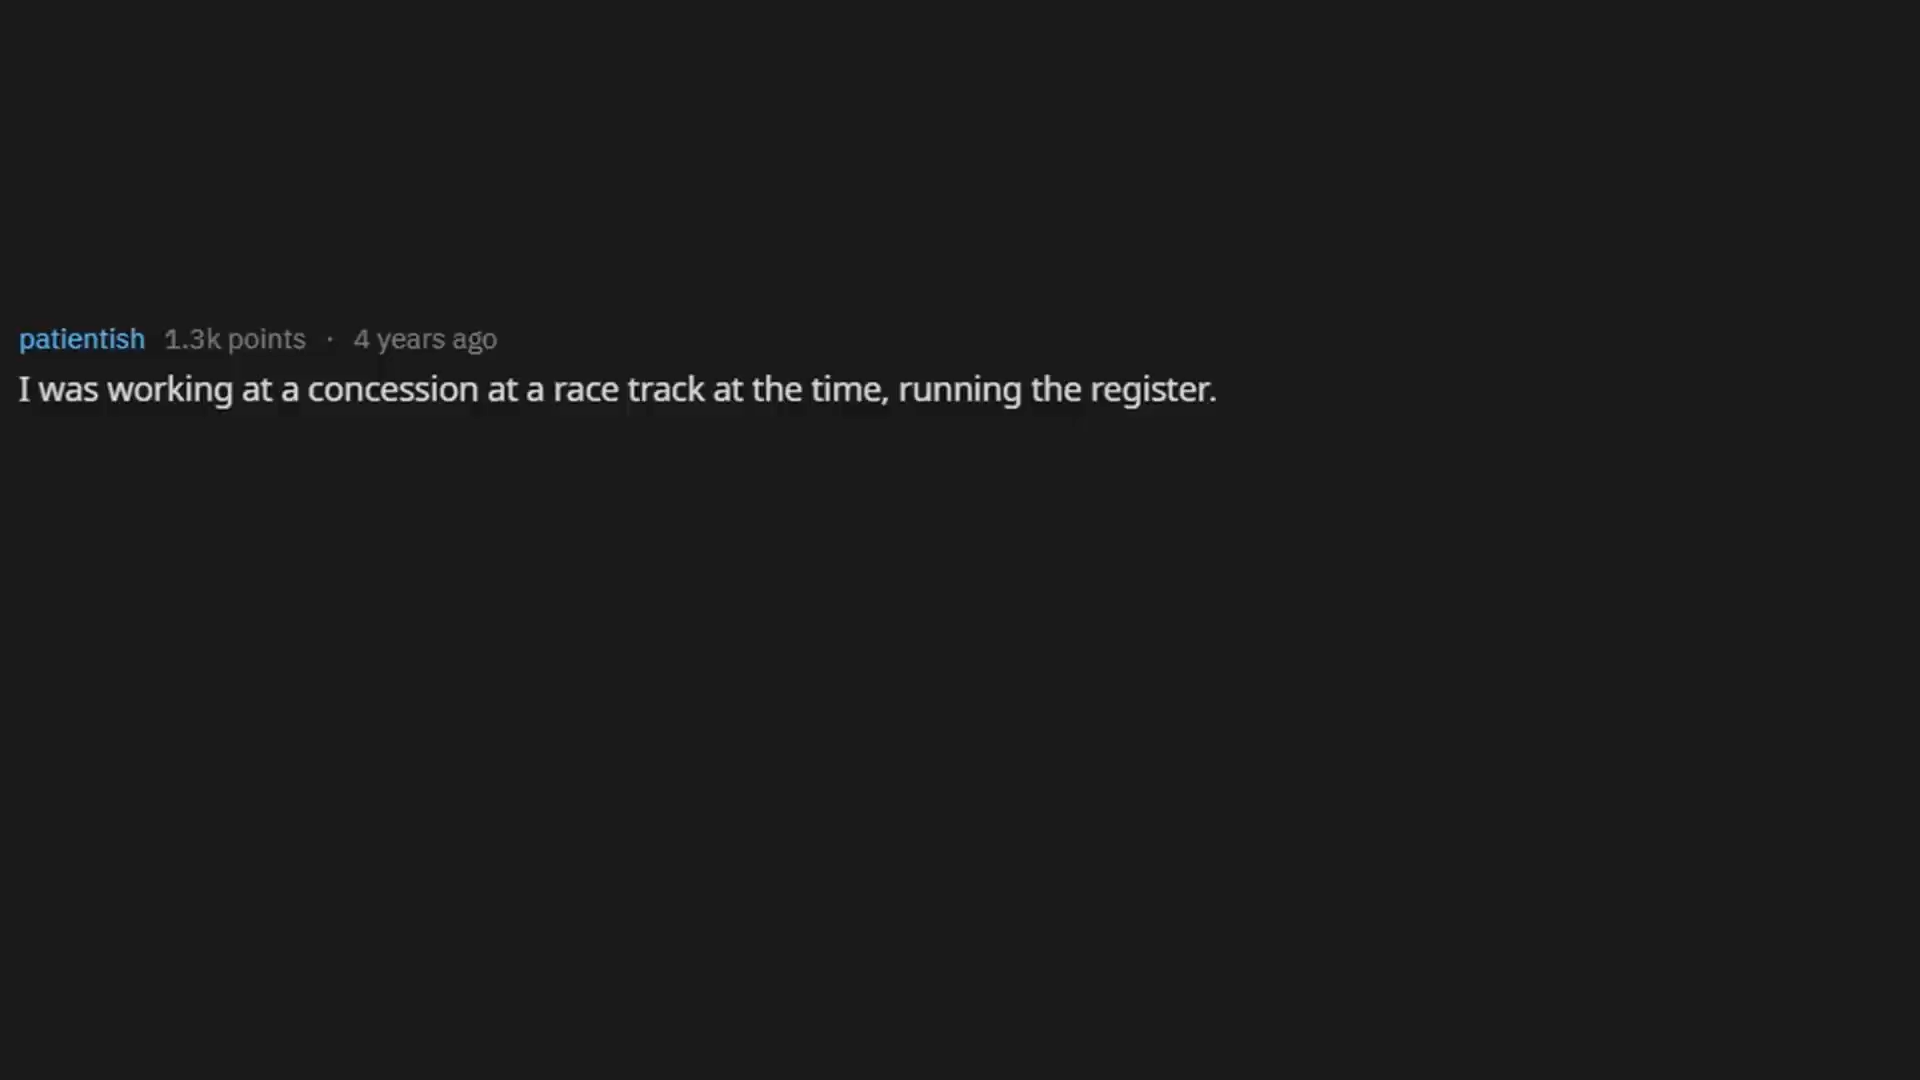 patientish 1.3k points · 4 years ago
I was working at a concession at a race track at the time, running the register.